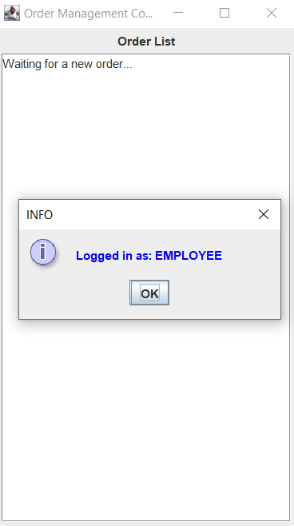 Order Management Co...
Order List
Waiting for a new order...
INFO
i
Logged in as: EMPLOYEE
OK